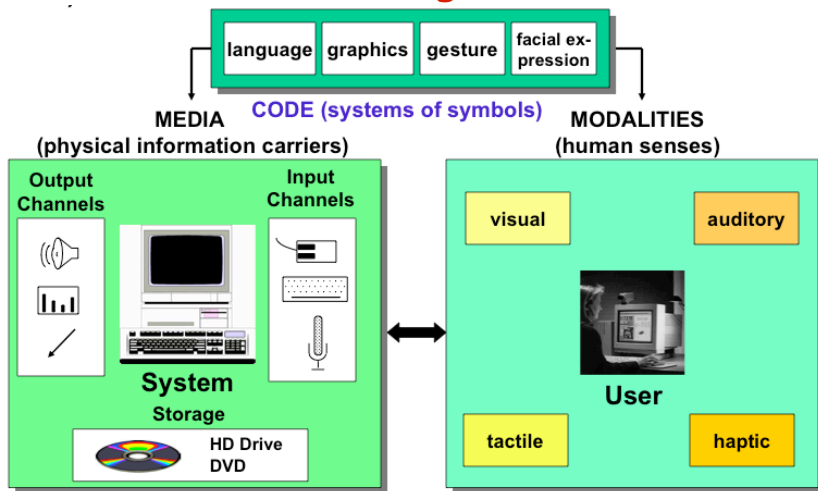 language
graphics
gesture
facial ex-
pression
CODE (systems of symbols)
MEDIA
(physical information carriers)
MODALITIES
(human senses)
Output
Channels
Input
Channels
System
Storage
HD Drive
DVD
visual
auditory
User
tactile
haptic